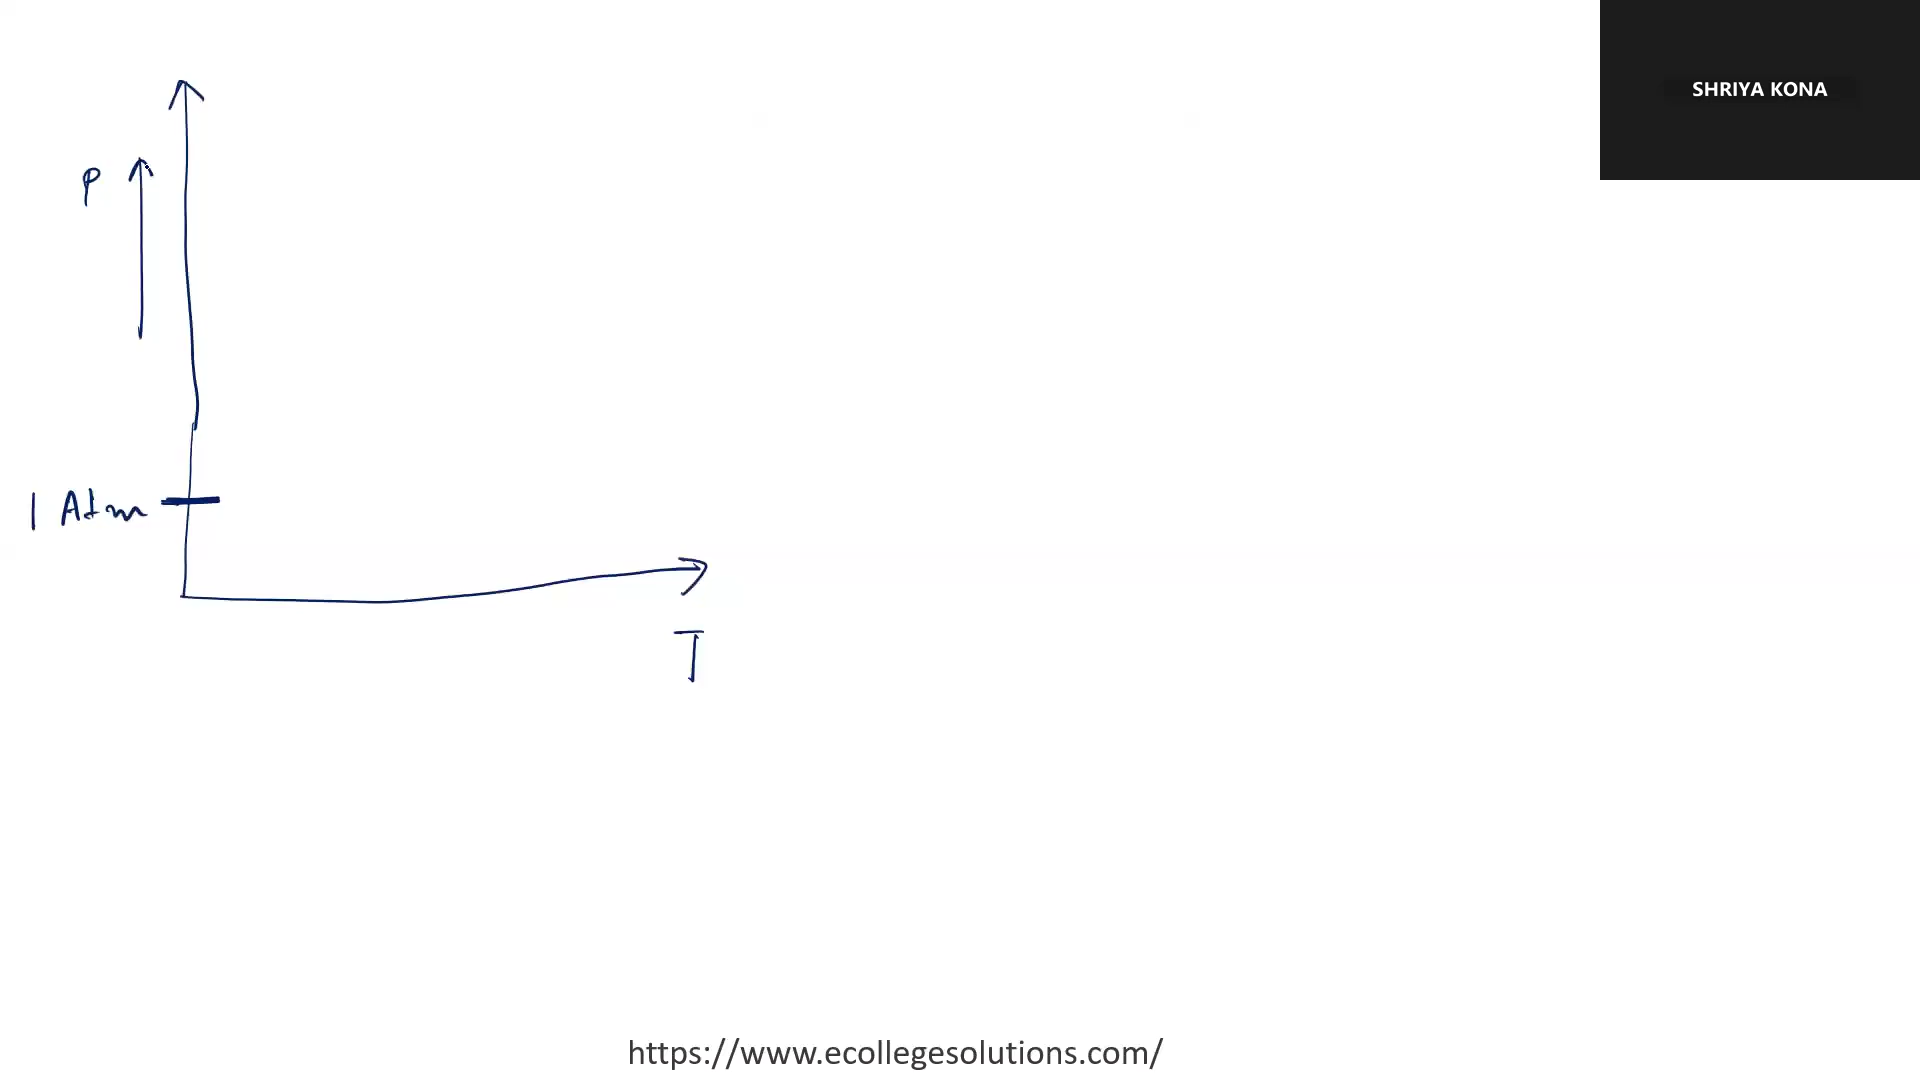 SHRIYA KONA
P
1 Atm
T
https://www.ecollegesolutions.com/